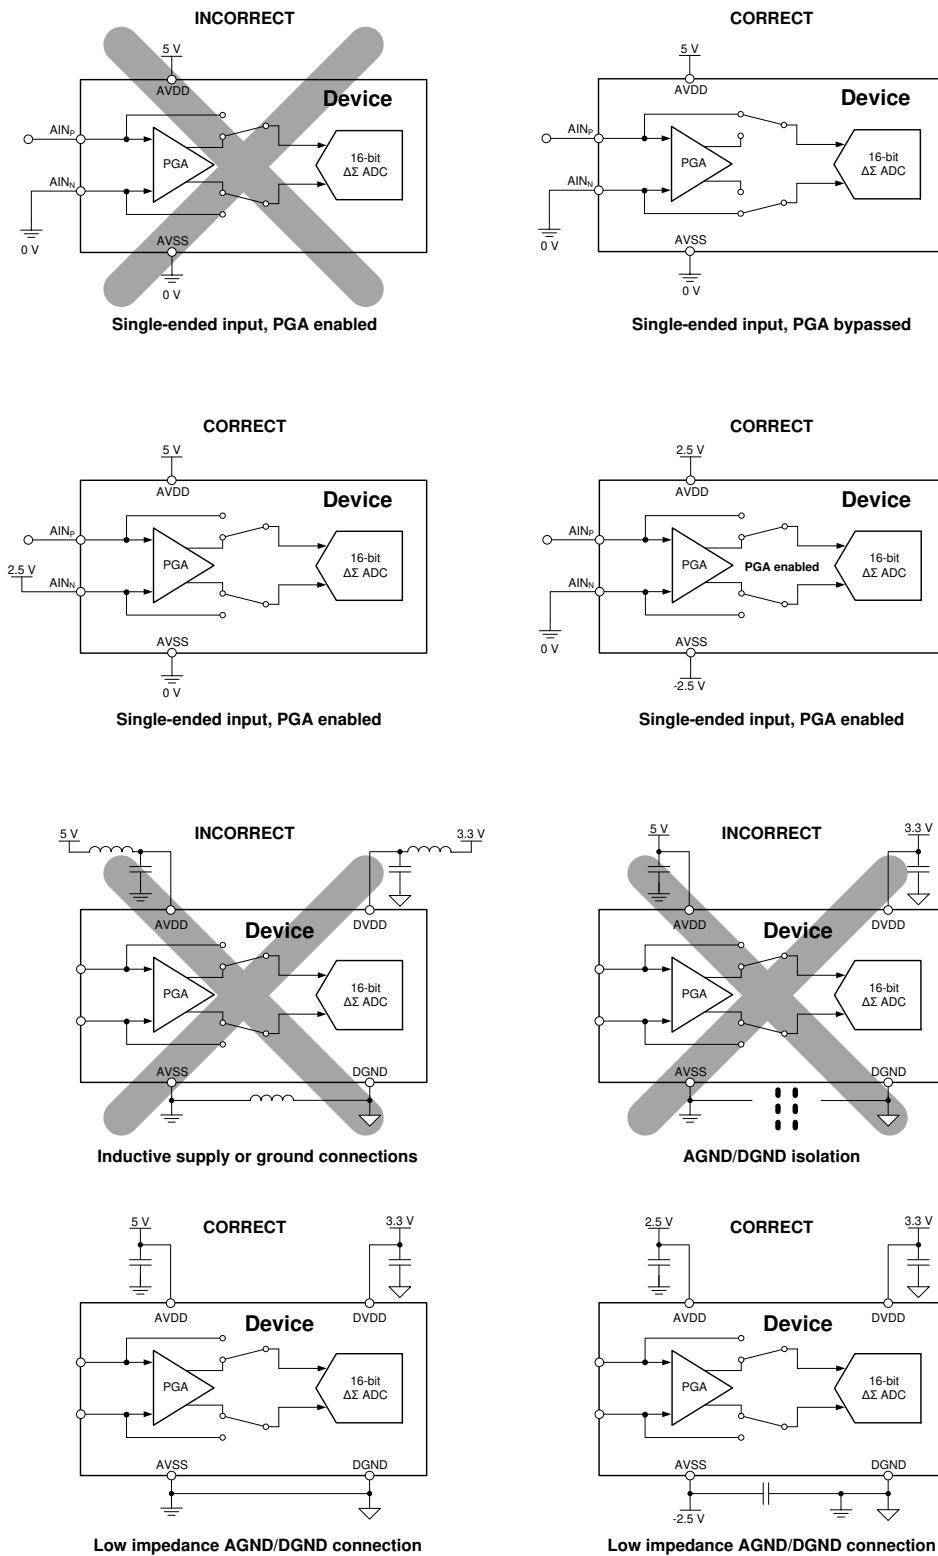 INCORRECT
5 V
AVDD
Device
AINP
PGA
16-bit
ΔΣ ADC
AINN
AVSS
0 V
0 V
Single-ended input, PGA enabled
CORRECT
5 V
AVDD
Device
AINP
PGA
16-bit
ΔΣ ADC
AINN
AVSS
0 V
0 V
Single-ended input, PGA bypassed
CORRECT
5 V
AVDD
Device
AINP
PGA
16-bit
ΔΣ ADC
2.5 V
AINN
AVSS
0 V
Single-ended input, PGA enabled
CORRECT
2.5 V
AVDD
Device
AINP
PGA
PGA enabled
16-bit
ΔΣ ADC
AINN
AVSS
0 V
-2.5 V
Single-ended input, PGA enabled
INCORRECT
5 V
3.3 V
AVDD
Device
DVDD
PGA
16-bit
ΔΣ ADC
AVSS
DGND
Inductive supply or ground connections
INCORRECT
5 V
3.3 V
AVDD
Device
DVDD
PGA
16-bit
ΔΣ ADC
AVSS
DGND
AGND/DGND isolation
CORRECT
5 V
3.3 V
AVDD
Device
DVDD
PGA
16-bit
ΔΣ ADC
AVSS
DGND
Low impedance AGND/DGND connection
CORRECT
2.5 V
3.3 V
AVDD
Device
DVDD
PGA
16-bit
ΔΣ ADC
AVSS
DGND
-2.5 V
Low impedance AGND/DGND connection